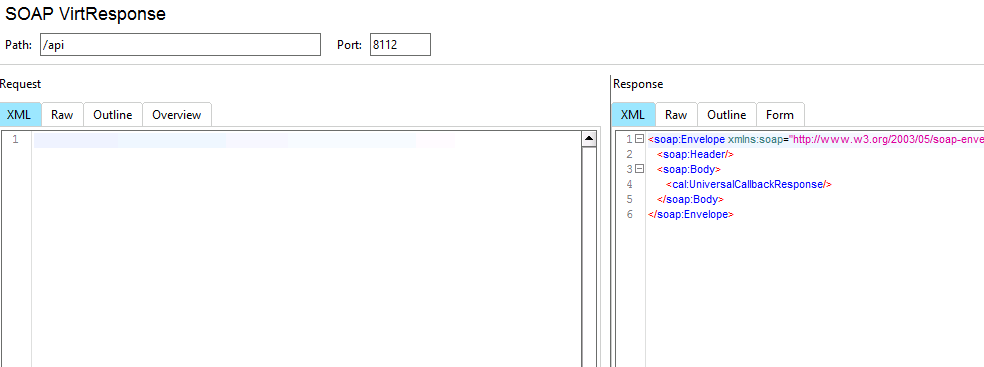 SOAP VirtResponse
Path: /api Port: 8112
Request
XML Raw Outline Overview
1
Response
XML Raw Outline Form
1 <soap:Envelope xmlns:soap="http://www.w3.org/2003/05/soap-enve
2 <soap:Header/>
3 <soap:Body>
4 <cal:UniversalCallbackResponse/>
5 </soap:Body>
6 </soap:Envelope>